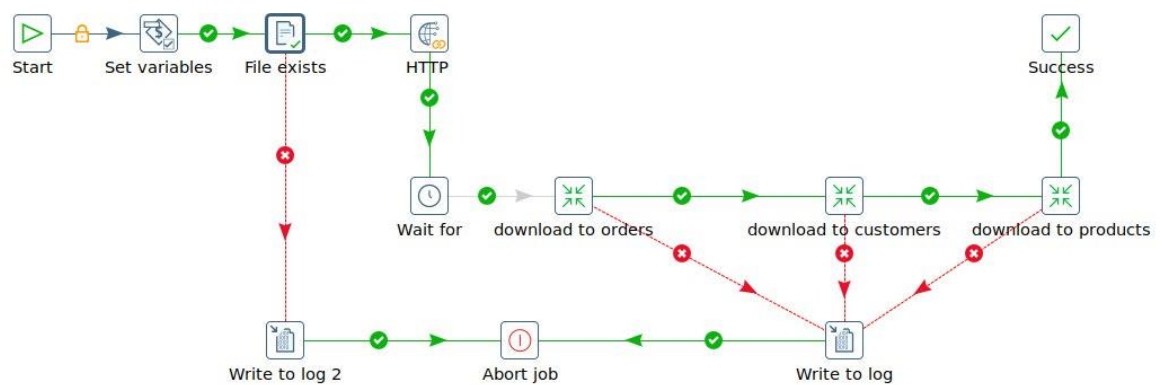 Start
Set variables
File exists
HTTP
Success
Wait for
download to orders
download to customers
download to products
Write to log 2
Abort job
Write to log